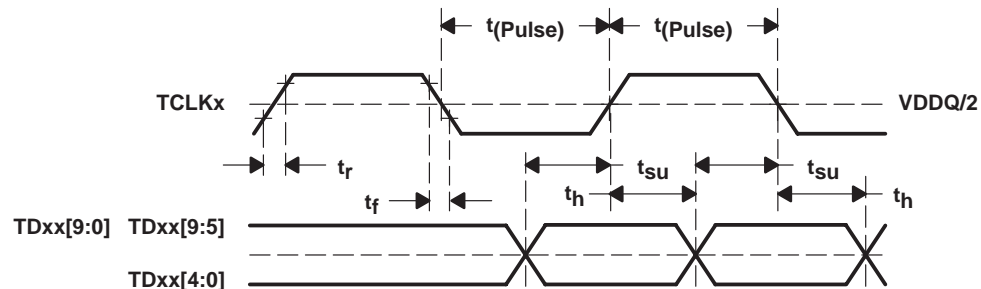 t(Pulse) t(Pulse)
TCLKx VDDQ/2
tr tsu tsu
tf th th
TDxx[9:0] TDxx[9:5]
TDxx[4:0]